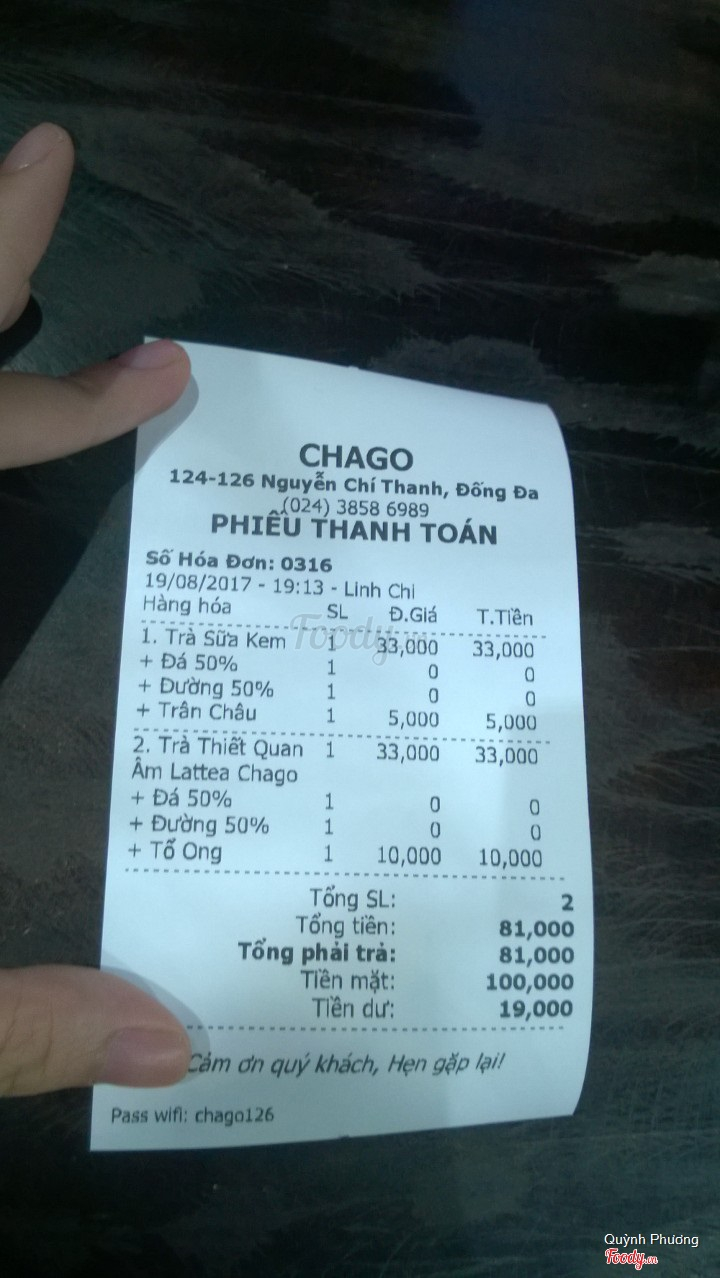 CHAGO
124-126 Nguyễn Chí Thanh, Đống Đa
(024) 3858 6989
PHIẾU THANH TOÁN
Số Hóa Đơn: 0316
19/08/2017 - 19:13 - Linh Chi
Hàng hóa SL Đ.Giá T.Tiền
1. Trà Sữa Kem 1 33,000 33,000
+ Đá 50% 1 0 0
+ Đường 50% 1 0 0
+ Trân Châu 1 5,000 5,000
2. Trà Thiết Quan 1 33,000 33,000
Âm Lattea Chago
+ Đá 50% 1 0 0
+ Đường 50% 1 0 0
+ Tổ Ong 1 10,000 10,000
Tổng SL: 2
Tổng tiền: 81,000
Tổng phải trả: 81,000
Tiền mặt: 100,000
Tiền dư: 19,000
Cảm ơn quý khách, Hẹn gặp lại!
Pass wifi: chago126
Foody.vn
Quỳnh Phương
Foody.vn